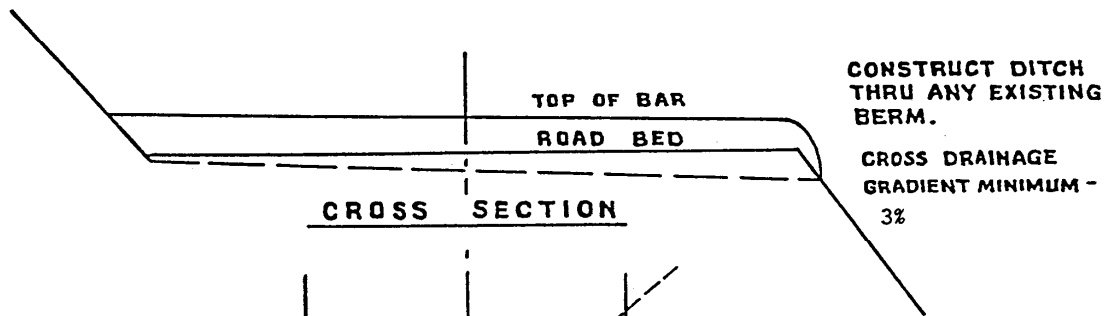 TOP OF BAR
ROAD BED
CROSS SECTION
CONSTRUCT DITCH
THRU ANY EXISTING
BERM.
CROSS DRAINAGE
GRADIENT MINIMUM -
3%